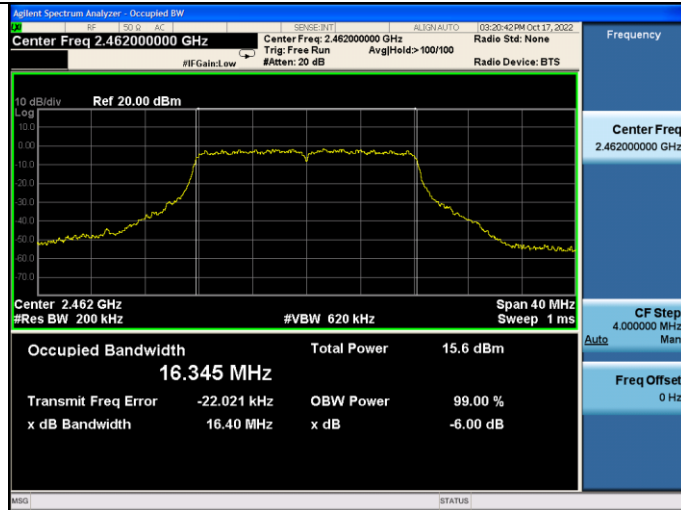 Agilent Spectrum Analyzer - Occupied BW
RF 50 Ω AC SENSE:INT ALIGN AUTO 03:20:42 PM Oct 17, 2022
Center Freq 2.462000000 GHz Center Freq: 2.462000000 GHz Radio Std: None
Trig: Free Run Avg|Hold:> 100/100
#IFGain:Low #Atten: 20 dB Radio Device: BTS
Frequency
10 dB/div Ref 20.00 dBm
Log
10.0
0.00
-10.0
-20.0
-30.0
-40.0
-50.0
-60.0
-70.0
Center Freq
2.462000000 GHz
Center 2.462 GHz Span 40 MHz
#Res BW 200 kHz #VBW 620 kHz Sweep 1 ms
CF Step
4.000000 MHz
Auto Man
Occupied Bandwidth Total Power 15.6 dBm
16.345 MHz
Transmit Freq Error -22.021 kHz OBW Power 99.00 %
x dB Bandwidth 16.40 MHz x dB -6.00 dB
Freq Offset
0 Hz
MSG STATUS